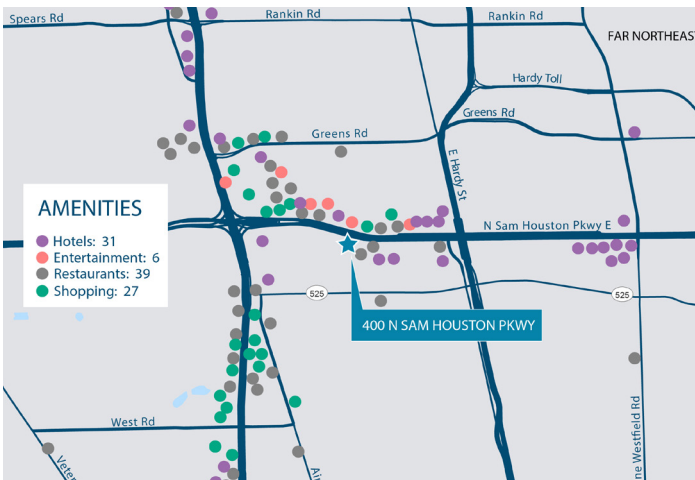 Spears Rd
Rankin Rd
Rankin Rd
FAR NORTHEAST
Hardy Toll
Greens Rd
Greens Rd
E Hardy St
AMENITIES
Hotels: 31
Entertainment: 6
Restaurants: 39
Shopping: 27
N Sam Houston Pkwy E
525
525
400 N SAM HOUSTON PKWY
West Rd
ne Westfield Rd
Veter
Air